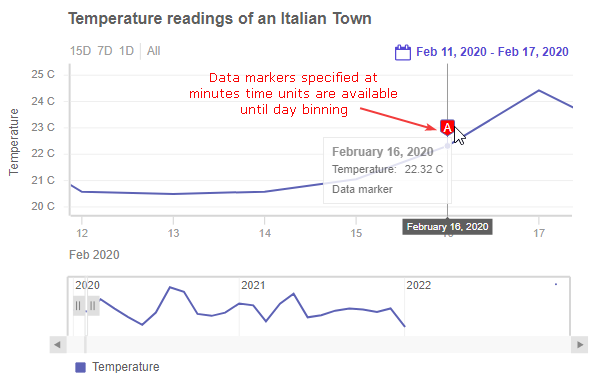 Temperature readings of an Italian Town
15D 7D 1D All
Feb 11, 2020 - Feb 17, 2020
Data markers specified at
minutes time units are available
until day binning
Temperature
25 C
24 C
23 C
22 C
21 C
20 C
A
February 16, 2020
Temperature: 22.32 C
Data marker
February 16, 2020
12 13 14 15 17
Feb 2020
2020 2021 2022
Temperature